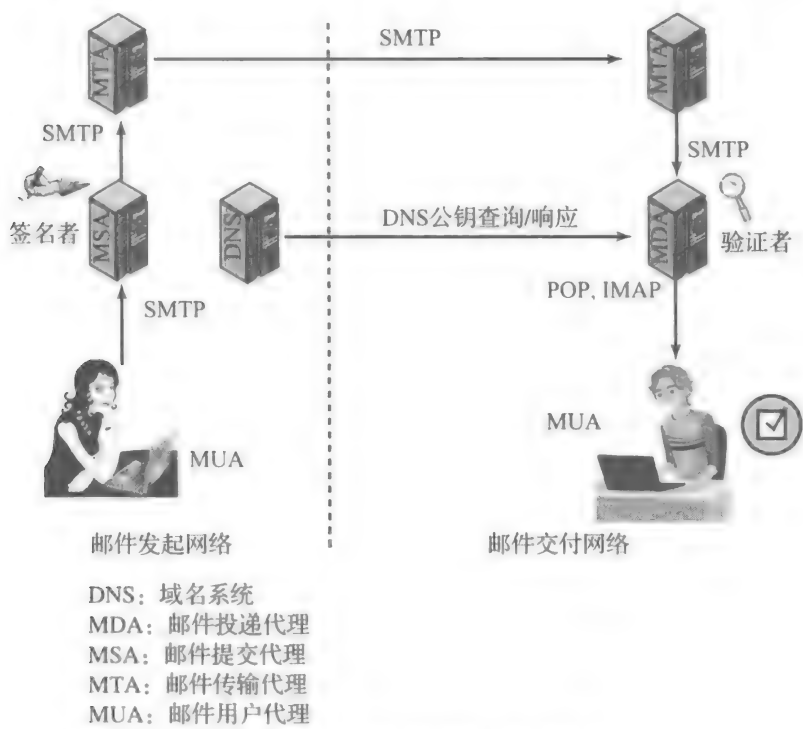 MTA
SMTP
MTA
SMTP
SMTP
签名者
MSA
DNS
DNS公钥查询/响应
MDA
验证者
SMTP
POP, IMAP
MUA
MUA
邮件发起网络
邮件交付网络
DNS：域名系统
MDA：邮件投递代理
MSA：邮件提交代理
MTA：邮件传输代理
MUA：邮件用户代理